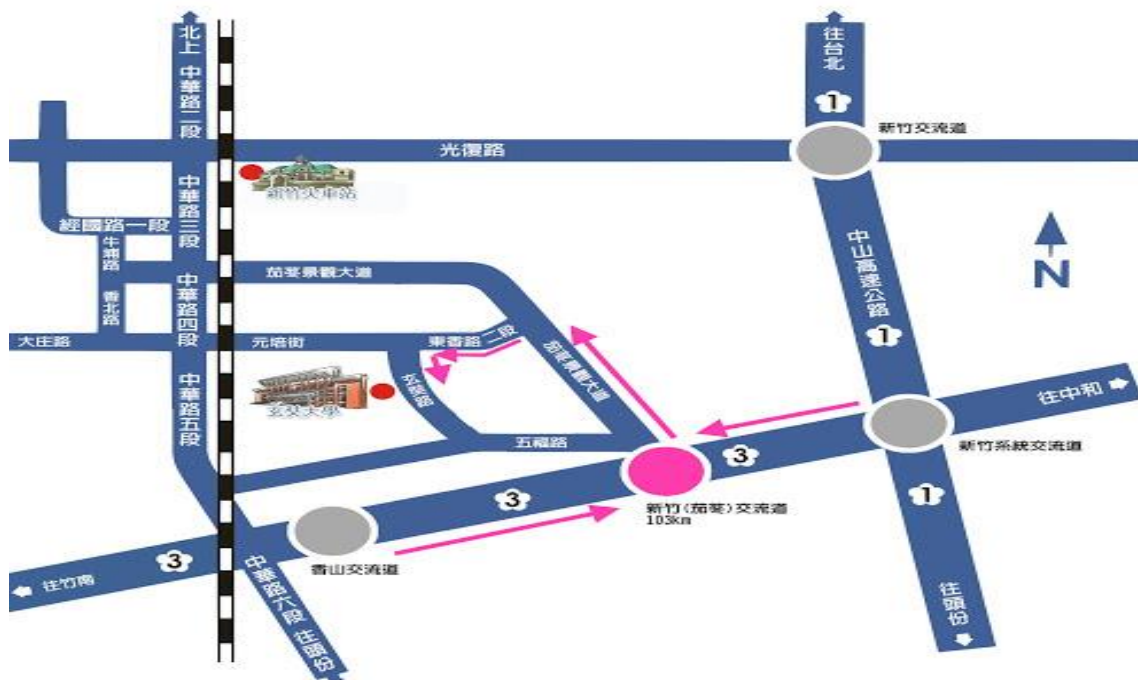 北上
中華路二段
往台北
1
新竹交流道
光復路
新竹火車站
中華路三段
經國路一段
牛埔路
茄苳景觀大道
中山高速公路
N
香北路
中華路四段
大庄路
元培街
東香路二段
茄苳景觀大道
1
玄奘大學
玄奘路
中華路五段
往中和
五福路
新竹系統交流道
3
1
3
新竹(茄苳)交流道
103km
3
香山交流道
往竹南
中華路六段
往頭份
往頭份